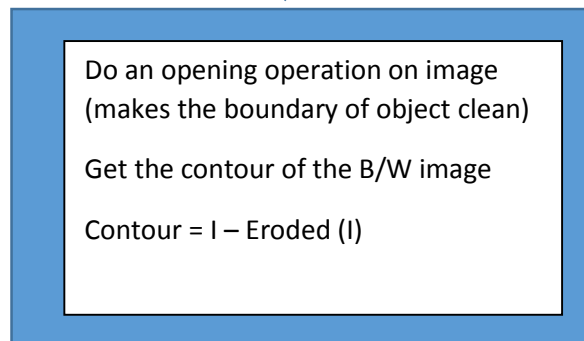 Do an opening operation on image
(makes the boundary of object clean)
Get the contour of the B/W image
Contour = I – Eroded (I)